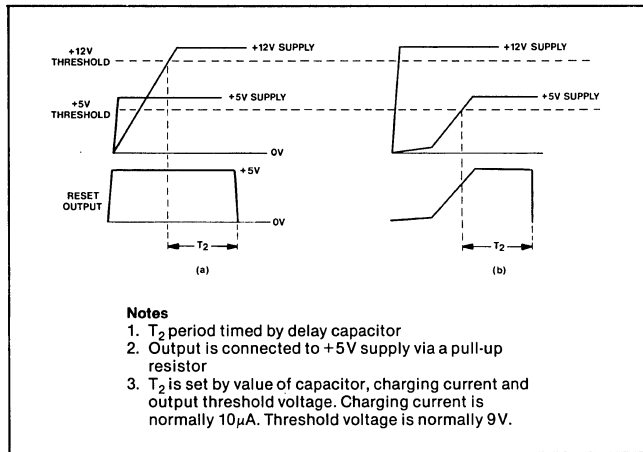 +12V THRESHOLD
+12V SUPPLY
+5V THRESHOLD
+5V SUPPLY
0V
RESET OUTPUT
+5V
0V
T₂
(a)
+12V SUPPLY
+5V SUPPLY
T₂
(b)
Notes
1. T₂ period timed by delay capacitor
2. Output is connected to +5V supply via a pull-up
resistor
3. T₂ is set by value of capacitor, charging current and
output threshold voltage. Charging current is
normally 10μA. Threshold voltage is normally 9V.